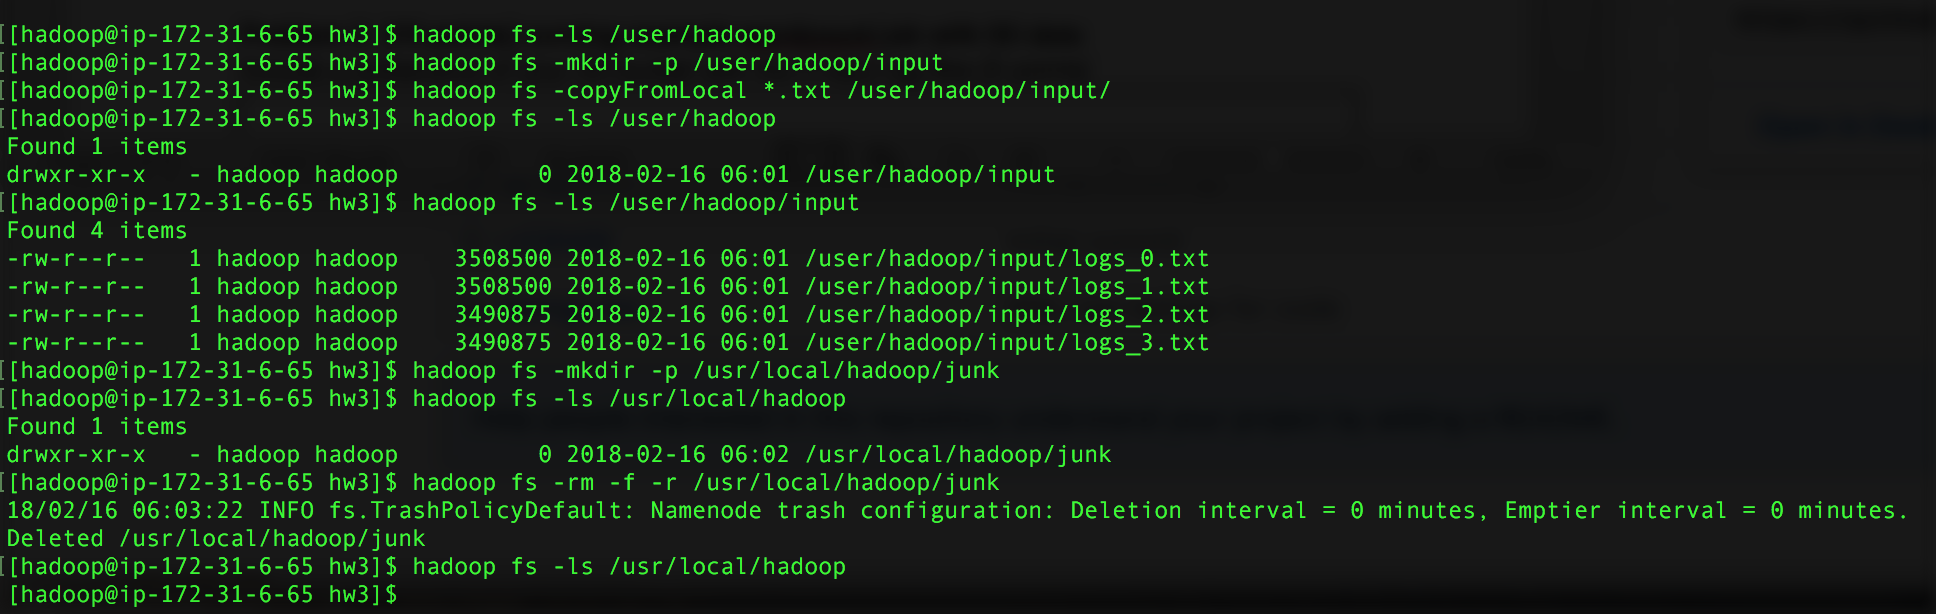 [[hadoop@ip-172-31-6-65 hw3]$ hadoop fs -ls /user/hadoop
[[hadoop@ip-172-31-6-65 hw3]$ hadoop fs -mkdir -p /user/hadoop/input
[[hadoop@ip-172-31-6-65 hw3]$ hadoop fs -copyFromLocal *.txt /user/hadoop/input/
[[hadoop@ip-172-31-6-65 hw3]$ hadoop fs -ls /user/hadoop
Found 1 items
drwxr-xr-x   - hadoop hadoop          0 2018-02-16 06:01 /user/hadoop/input
[[hadoop@ip-172-31-6-65 hw3]$ hadoop fs -ls /user/hadoop/input
Found 4 items
-rw-r--r--   1 hadoop hadoop    3508500 2018-02-16 06:01 /user/hadoop/input/logs_0.txt
-rw-r--r--   1 hadoop hadoop    3508500 2018-02-16 06:01 /user/hadoop/input/logs_1.txt
-rw-r--r--   1 hadoop hadoop    3490875 2018-02-16 06:01 /user/hadoop/input/logs_2.txt
-rw-r--r--   1 hadoop hadoop    3490875 2018-02-16 06:01 /user/hadoop/input/logs_3.txt
[[hadoop@ip-172-31-6-65 hw3]$ hadoop fs -mkdir -p /usr/local/hadoop/junk
[[hadoop@ip-172-31-6-65 hw3]$ hadoop fs -ls /usr/local/hadoop
Found 1 items
drwxr-xr-x   - hadoop hadoop          0 2018-02-16 06:02 /usr/local/hadoop/junk
[[hadoop@ip-172-31-6-65 hw3]$ hadoop fs -rm -f -r /usr/local/hadoop/junk
18/02/16 06:03:22 INFO fs.TrashPolicyDefault: Namenode trash configuration: Deletion interval = 0 minutes, Emptier interval = 0 minutes.
Deleted /usr/local/hadoop/junk
[[hadoop@ip-172-31-6-65 hw3]$ hadoop fs -ls /usr/local/hadoop
[hadoop@ip-172-31-6-65 hw3]$